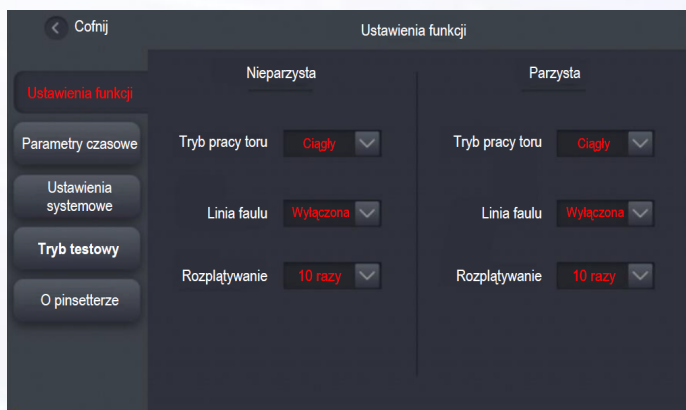 Cofnij
Ustawienia funkcji
Ustawienia funkcji
Parametry czasowe
Ustawienia
systemowe
Tryb testowy
O pinsetterze
Nieparzysta
Tryb pracy toru Ciągły
Linia faulu Wyłączona
Rozplątywanie 10 razy
Parzysta
Tryb pracy toru Ciągły
Linia faulu Wyłączona
Rozplątywanie 10 razy